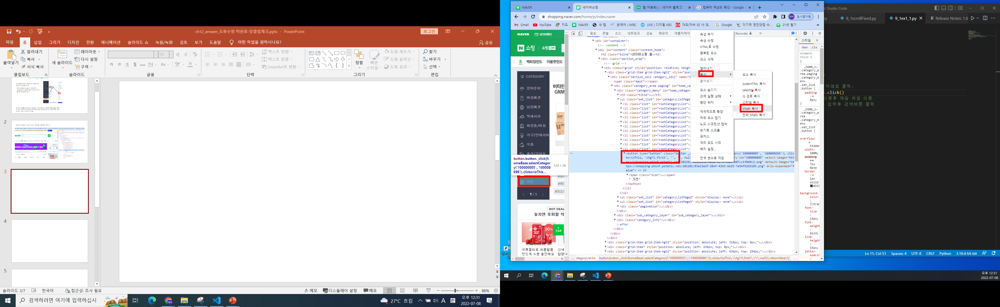 ch12_answer_오류수정 미완료-맞춤법체크.pptx - PowerPoint
로그인
파일 홈 삽입 그리기 디자인 전환 애니메이션 슬라이드 쇼 녹음/녹화 검토 보기 도움말 어떤 작업을 원하시나요? 공유
붙여넣기
잘라내기
복사
서식 복사
클립보드
새 슬라이드
레이아웃
다시 설정
구역
슬라이드
18
가 가 가 S
글꼴
텍스트 방향
텍스트 맞춤
SmartArt로 변환
단락
정렬
빠른 스타일
도형 채우기
도형 윤곽선
도형 효과
그리기
찾기
바꾸기
선택
편집
2
3
4
5
슬라이드 3/7 한국어 접근성: 조사 필요
메모 디스플레이 설정 메모 86%
검색하려면 여기에 입력하십시
27°C 흐림
A 한
오후 12:31
2022-07-08
NAVER
네이버쇼핑
웹 자동화( ) : 네이버 블로그
컴퓨터 해상도 확인 - Google
shopping.naver.com/home/p/index.naver
일시중지됨
Gmail YouTube 지도 NAVER 새 탭 온에어 | iMBC LIVE | 디지털 KBS 개요(자바 SE 15 및... Google 이기적 영진닷컴 수... 21년 필기
NAVER 네이버페이
N 쇼핑 쇼핑LIVE
홈 백화점윈도 아울렛윈도
CATEGORY
장마준비
여성패션
남성패션
액세서리
화장품/미용
가구/인테리어
식품
출산/유아동
비타민
GNM
button.button._click[h
omeBase.selectCategory
('100000005',.'100008
696');.clickcr(oThis...
124 × 36
가전
1 / 3
#데모
HOT DEAL
놓치면 후회할 럭
80%
TOP
석류젤리로 새콤달콤
맛있게 수분 충전해요
요소 콘솔 소스 네트워크 성능 메모리 애플리케이 Recorder
1
<div id="container">
<!-- content -->
<div id="content" class="content_home">
<h2 class="blind">네이버쇼핑 홈</h2>
<div class="section_wrap">
<!-- grid -->
<div class="grid" style="position: relative; heigh
<div class="grid-item grid-item-hgt2" style="posi
<div class="section_cell category_cell" name="t
<span class="mask"></span>
<div class="category_area paging" id="home_ca
<div class="category_menu" id="home_categor
<h3 class="title">…</h3>
<ul class="set_list" id="categoryListPage
<li class="list" id="rootCategoryList
<li class="list" id="rootCategoryList
<li class="list" id="rootCategoryList
<li class="list" id="rootCategoryList
<li class="list" id="rootCategoryList
<li class="list" id="rootCategoryList
<li class="list" id="rootCategoryList
<li class="list" id="rootCategoryList
<li class="list" id="rootCategoryList
<li class="list" id="rootCategoryList
<li class="list" id="rootCategoryList
<button type="button" class="button _c
gory('100000005', '100008696'); clic
kcr(oThis, 'ctg*l.first', '', '', null
ry-id="100000005" select-image="ht
tps://shopping-phinf.pstatic.net/202201/03e23a2f-28bf-4363-bb25-7a54f9265185.png" aria-expanded="f
alse"> == $0
<span class="icon">…</span>
" 가전"
</button>
</li>
</ul>
<ul class="set_list" id="categoryListPage2" style="display: none">…</ul>
<ul class="set_list" id="categoryListPage3" style="display: none">…</ul>
<div class="pagination">…</div>
</div>
<div class="sub_category_layer" id="sub_category_layer">…</div>
<div class="category_info">…</div>
::after
</div>
</div>
</div>
<div class="grid-item grid-item-hgt2" style="position: absolute; left: 318px; top: 0px;">…</div>
<div class="grid-item" style="position: absolute; left: 636px; top: 0px;">…</div>
<div class="grid-item grid-item-hgt2" style="position: absolute; left: 636px; top: 254px;">…</div>
속성 추가
속성 수정
HTML로 수정
중복된 요소
요소 삭제
잘라내기
복사
붙여넣기
요소 숨기기
강제 실행 상태
중단 위치
재귀적으로 확장
하위 요소 접기
노드 스크린샷 캡처
보기로 스크롤
포커스
격리 모드 시작
배지 설정...
전역 변수로 저장
요소 복사
outerHTML 복사
selector 복사
JS 경로 복사
스타일 복사
XPath 복사
전체 XPath 복사
스타일
:hov .cls
element.
style {
}
_home_v…
.category_a
rea.paging
.category_m
enu
.set_list
.button {
padding
:
8px;
}
_home_v…
.category_a
rea
.category_m
enu
.set_list
.button {
overflow:
hidden
width:
100%;
padding
:
7px
8px;
border
:
1px
solid
#333
background-
color
:
tran
font-
size
:
13px;
font-
weight
:
bold;
line-
height
:
15px;
letter-
spacin
al Studio Code
8_1scrollFixed.py
9_1ex1_1.py
Release Notes: 1.6
차례로 클릭:
.click()
이동후 제일 위로 이동
입력후 검색버튼 클릭
Ln 11, Col 51 Spaces: 4 UTF-8 CRLF Python 3.10.4 64-bit
오후 12:31
2022-07-08